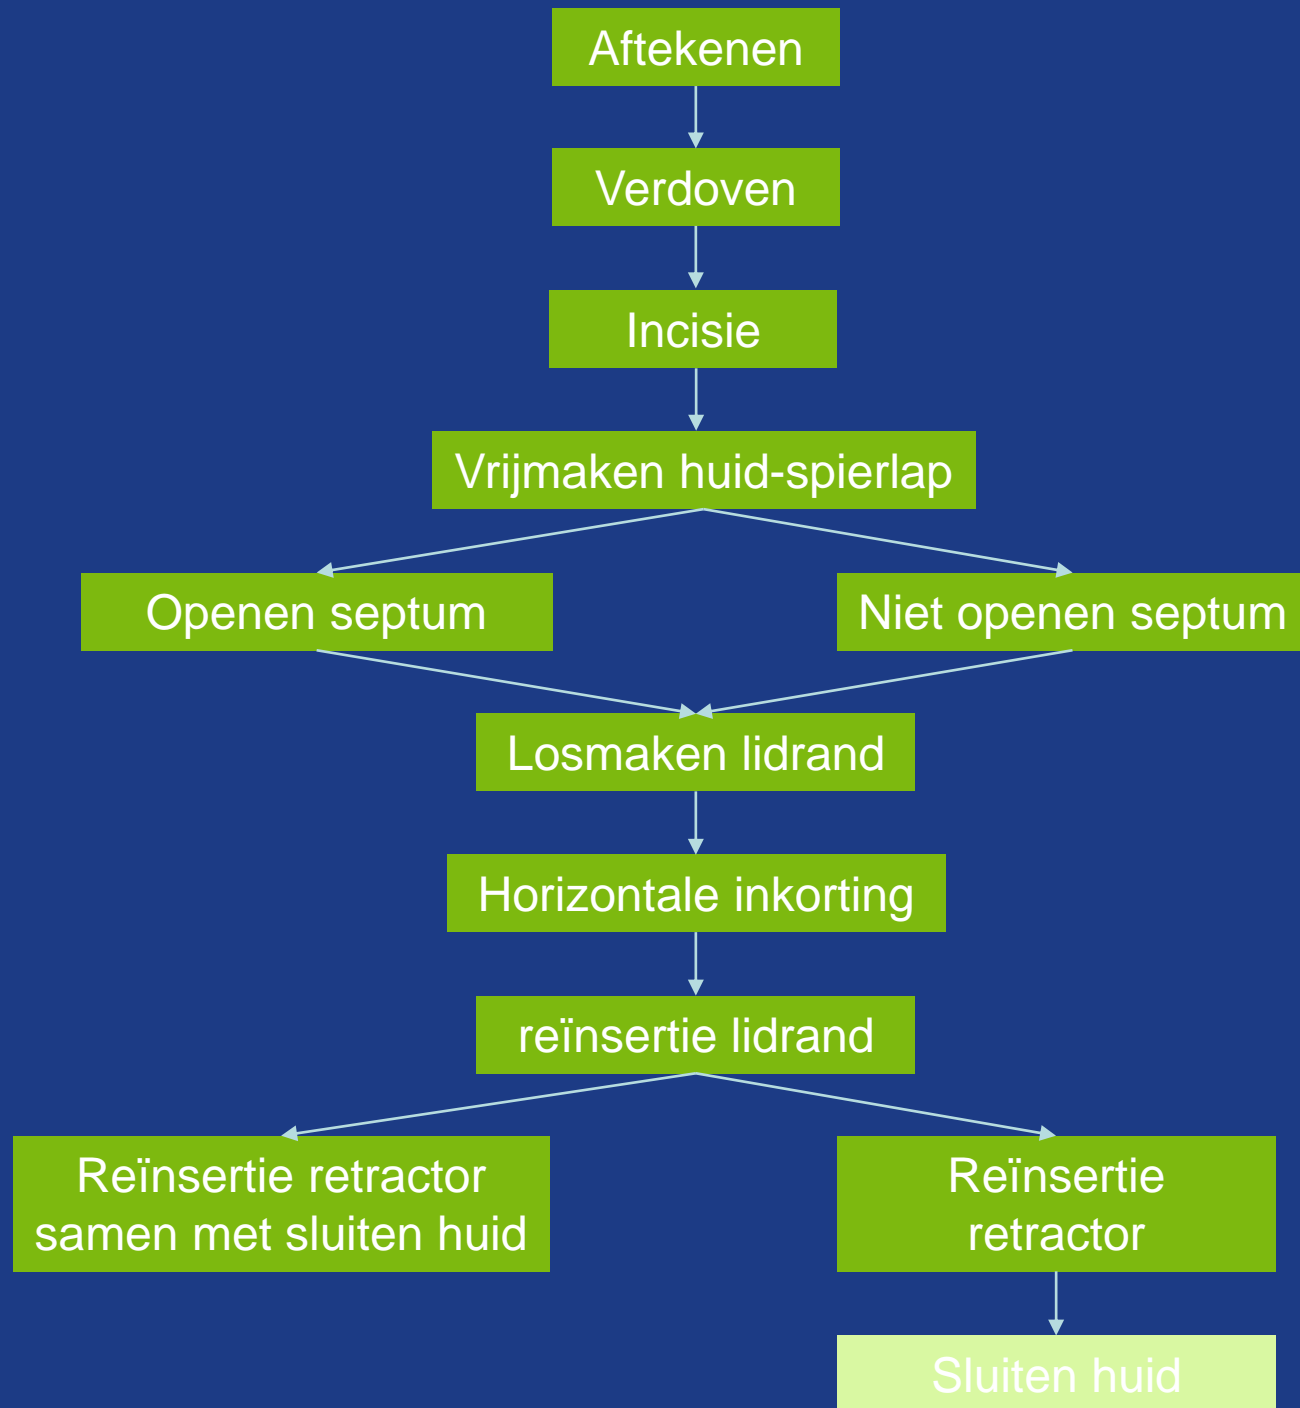 Aftekenen
Verdoven
Incisie
Vrijmaken huid-spierlap
Openen septum
Niet openen septum
Losmaken lidrand
Horizontale inkorting
reïnsertie lidrand
Reïnsertie retractor
samen met sluiten huid
Reïnsertie
retractor
Sluiten huid